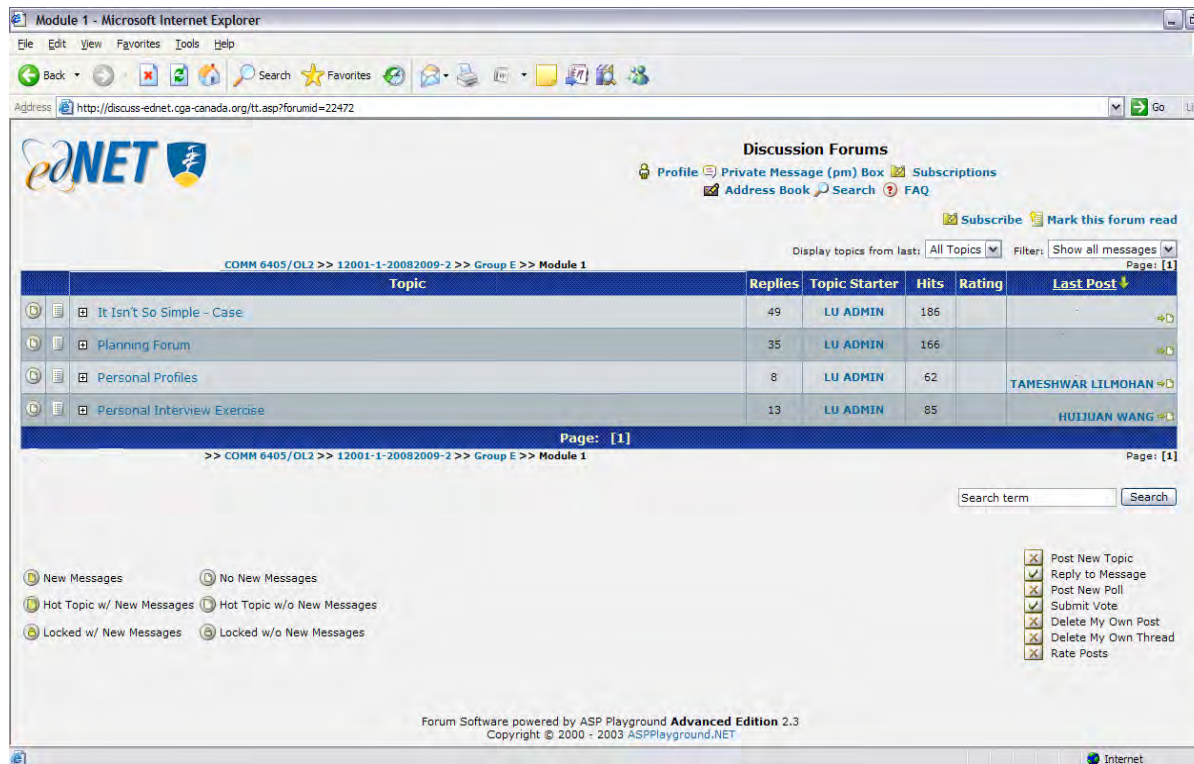 Module 1 - Microsoft Internet Explorer
File Edit View Favorites Tools Help
Back Search Favorites
Address http://discuss-ednet.cga-canada.org/tt.asp?forumid=22472 Go
edNET
Discussion Forums
Profile Private Message (pm) Box Subscriptions
Address Book Search FAQ
Subscribe Mark this forum read
Display topics from last: All Topics Filter: Show all messages
COMM 6405/OL2 >> 12001-1-20082009-2 >> Group E >> Module 1 Page: [1]
Topic Replies Topic Starter Hits Rating Last Post
It Isn't So Simple - Case 49 LU ADMIN 186
Planning Forum 35 LU ADMIN 166
Personal Profiles 8 LU ADMIN 62 TAMESHWAR LILMOHAN
Personal Interview Exercise 13 LU ADMIN 85 HUIJUAN WANG
Page: [1]
>> COMM 6405/OL2 >> 12001-1-20082009-2 >> Group E >> Module 1 Page: [1]
Search term Search
Post New Topic
New Messages No New Messages Reply to Message
Post New Poll
Hot Topic w/ New Messages Hot Topic w/o New Messages Submit Vote
Delete My Own Post
Locked w/ New Messages Locked w/o New Messages Delete My Own Thread
Rate Posts
Forum Software powered by ASP Playground Advanced Edition 2.3
Copyright © 2000 - 2003 ASPPlayground.NET
Internet